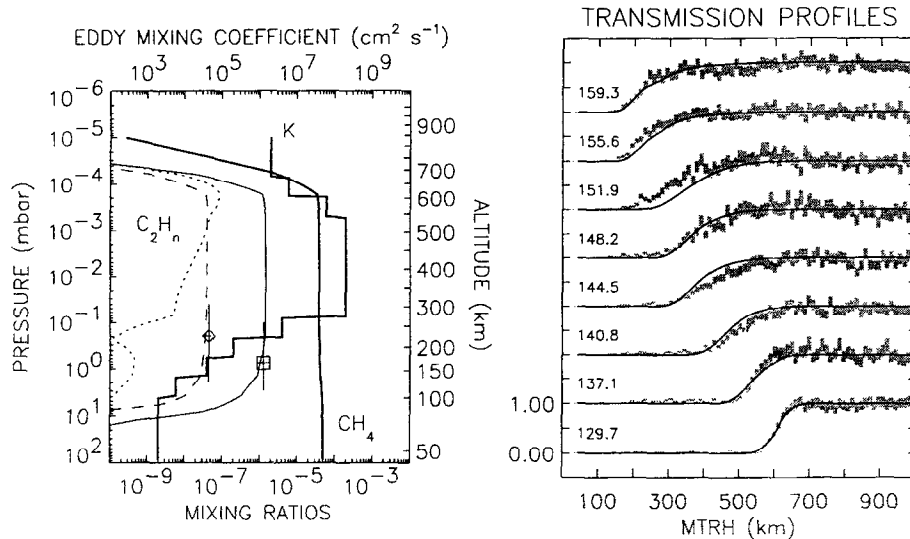 EDDY MIXING COEFFICIENT (cm² s⁻¹)
10³ 10⁵ 10⁷ 10⁹
10⁻⁶
10⁻⁵
10⁻⁴
10⁻³
10⁻²
10⁻¹
10⁰
10¹
10²
PRESSURE (mbar)
K
C₂Hₙ
CH₄
900
700
600
500
400
300
200
150
100
50
ALTITUDE (km)
10⁻⁹ 10⁻⁷ 10⁻⁵ 10⁻³
MIXING RATIOS
TRANSMISSION PROFILES
159.3
155.6
151.9
148.2
144.5
140.8
137.1
1.00
129.7
0.00
100 300 500 700 900
MTRH (km)